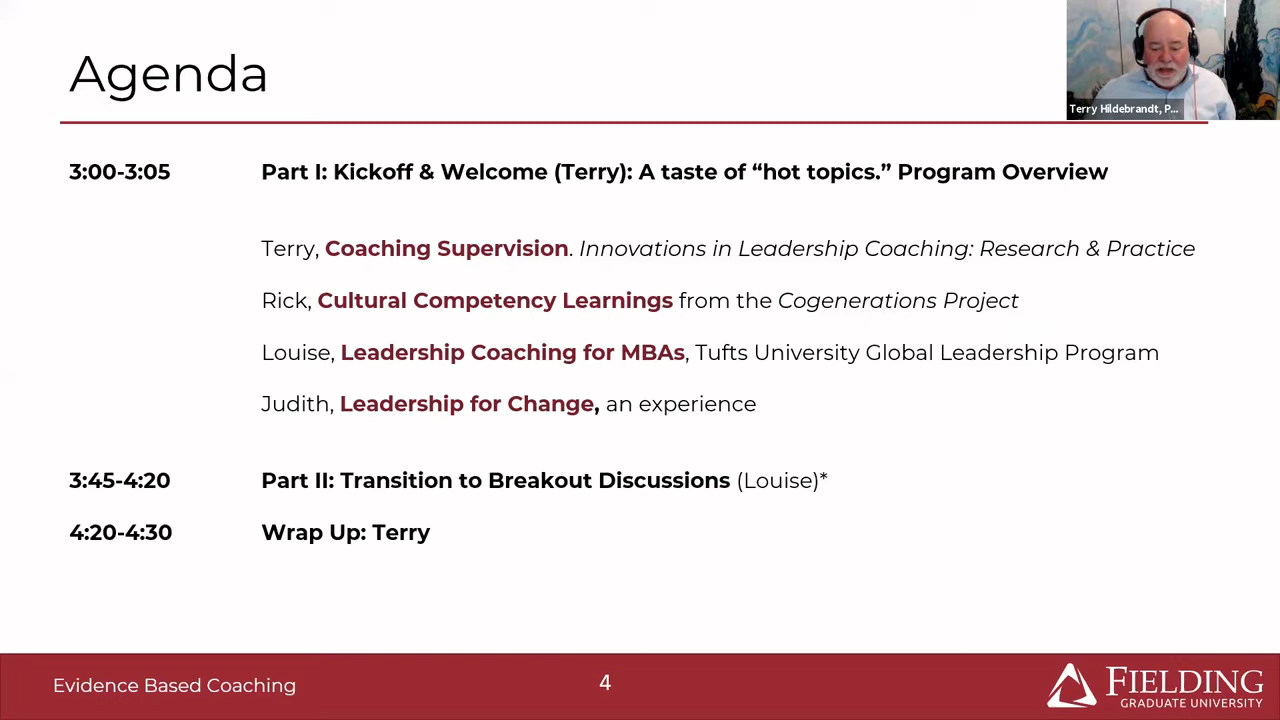 Agenda
Terry Hildebrandt, P...
3:00-3:05 Part I: Kickoff & Welcome (Terry): A taste of “hot topics.” Program Overview
Terry, Coaching Supervision. Innovations in Leadership Coaching: Research & Practice
Rick, Cultural Competency Learnings from the Cogenerations Project
Louise, Leadership Coaching for MBAs, Tufts University Global Leadership Program
Judith, Leadership for Change, an experience
3:45-4:20 Part II: Transition to Breakout Discussions (Louise)*
4:20-4:30 Wrap Up: Terry
Evidence Based Coaching
4
FIELDING
GRADUATE UNIVERSITY